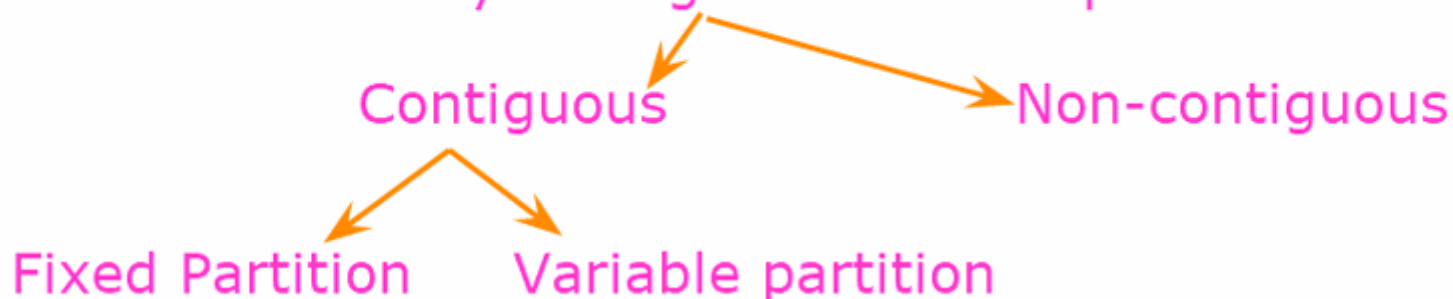 Contiguous
Non-contiguous
Fixed Partition
Variable partition